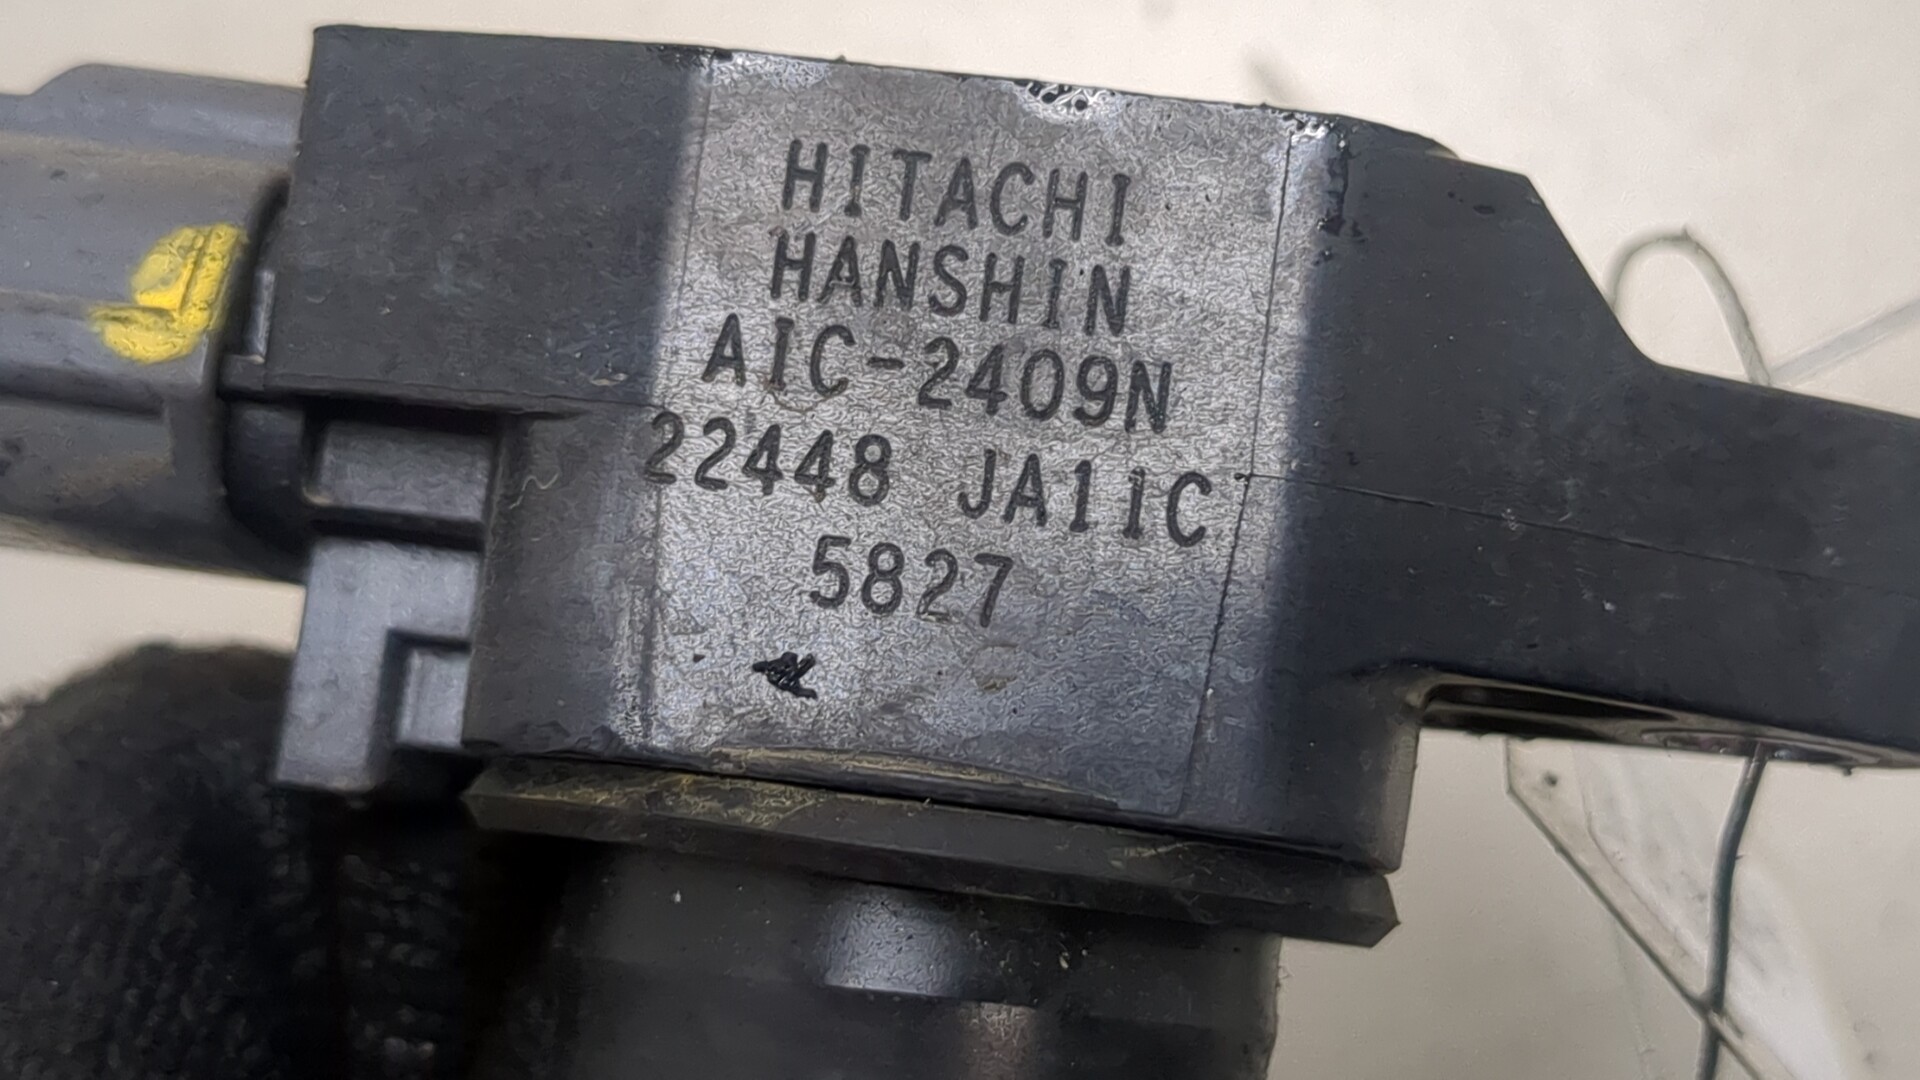 HITACHI
HANSHIN
AIC-2409N
22448 JA11C
5827